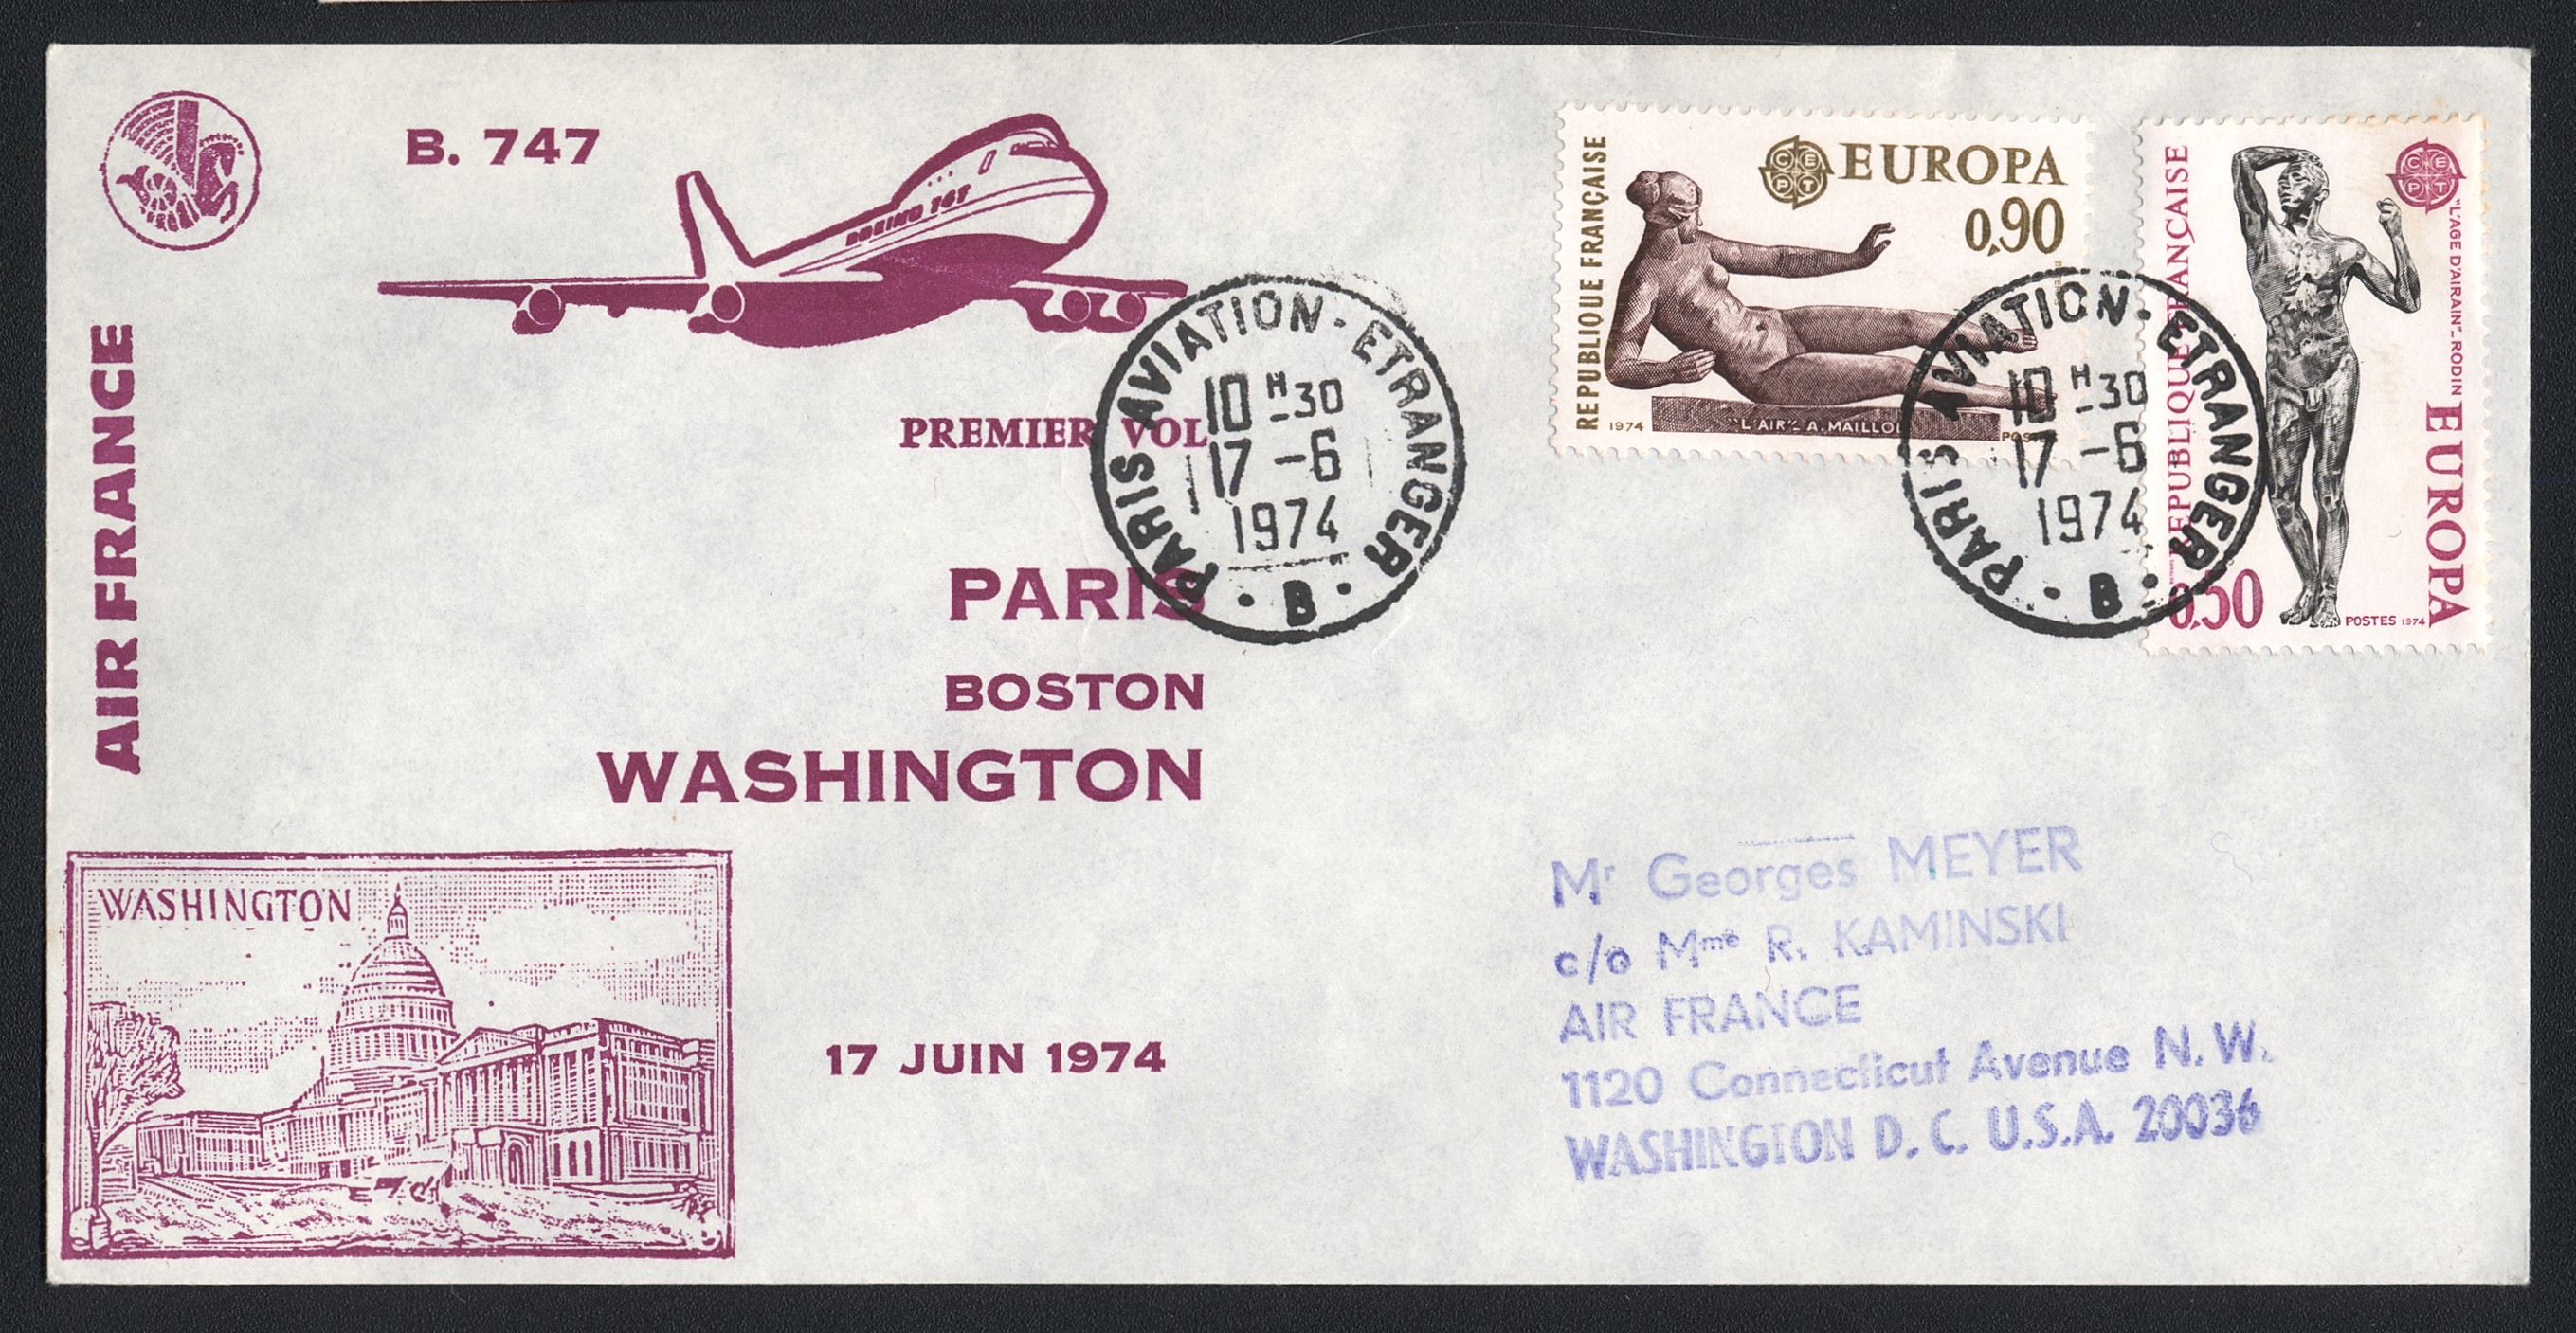 B. 747
BOEING 747
AIR FRANCE
PREMIER VOL
PARIS
BOSTON
WASHINGTON
WASHINGTON
17 JUIN 1974
PARIS AVIATION - ETRANGER
10 H -30
17 -6
1974
B
REPUBLIQUE FRANÇAISE
CEPT
EUROPA
0,90
1974
"L'AIR" - A. MAILLOL
POSTES
PARIS AVIATION - ETRANGER
10 H -30
17 -6
1974
B
REPUBLIQUE FRANÇAISE
CEPT
"L'AGE D'AIRAIN" - RODIN
EUROPA
0,50
POSTES 1974
Mr Georges MEYER
c/o Mme R. KAMINSKI
AIR FRANCE
1120 Connecticut Avenue N. W.
WASHINGTON D. C. U.S.A. 20036